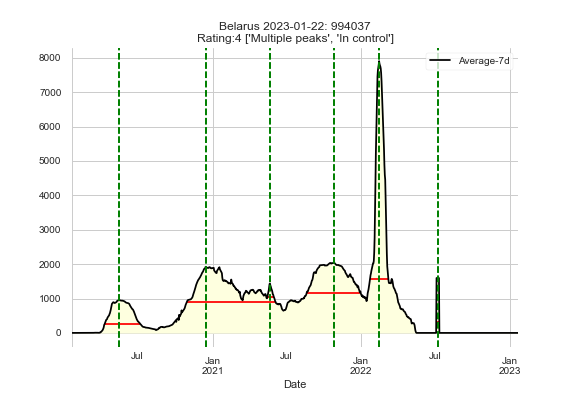 Belarus 2023-01-22: 994037
Rating:4 ['Multiple peaks', 'In control']
Average-7d
8000
7000
6000
5000
4000
3000
2000
1000
0
Jul
Jan
2021
Jul
Jan
2022
Jul
Jan
2023
Date